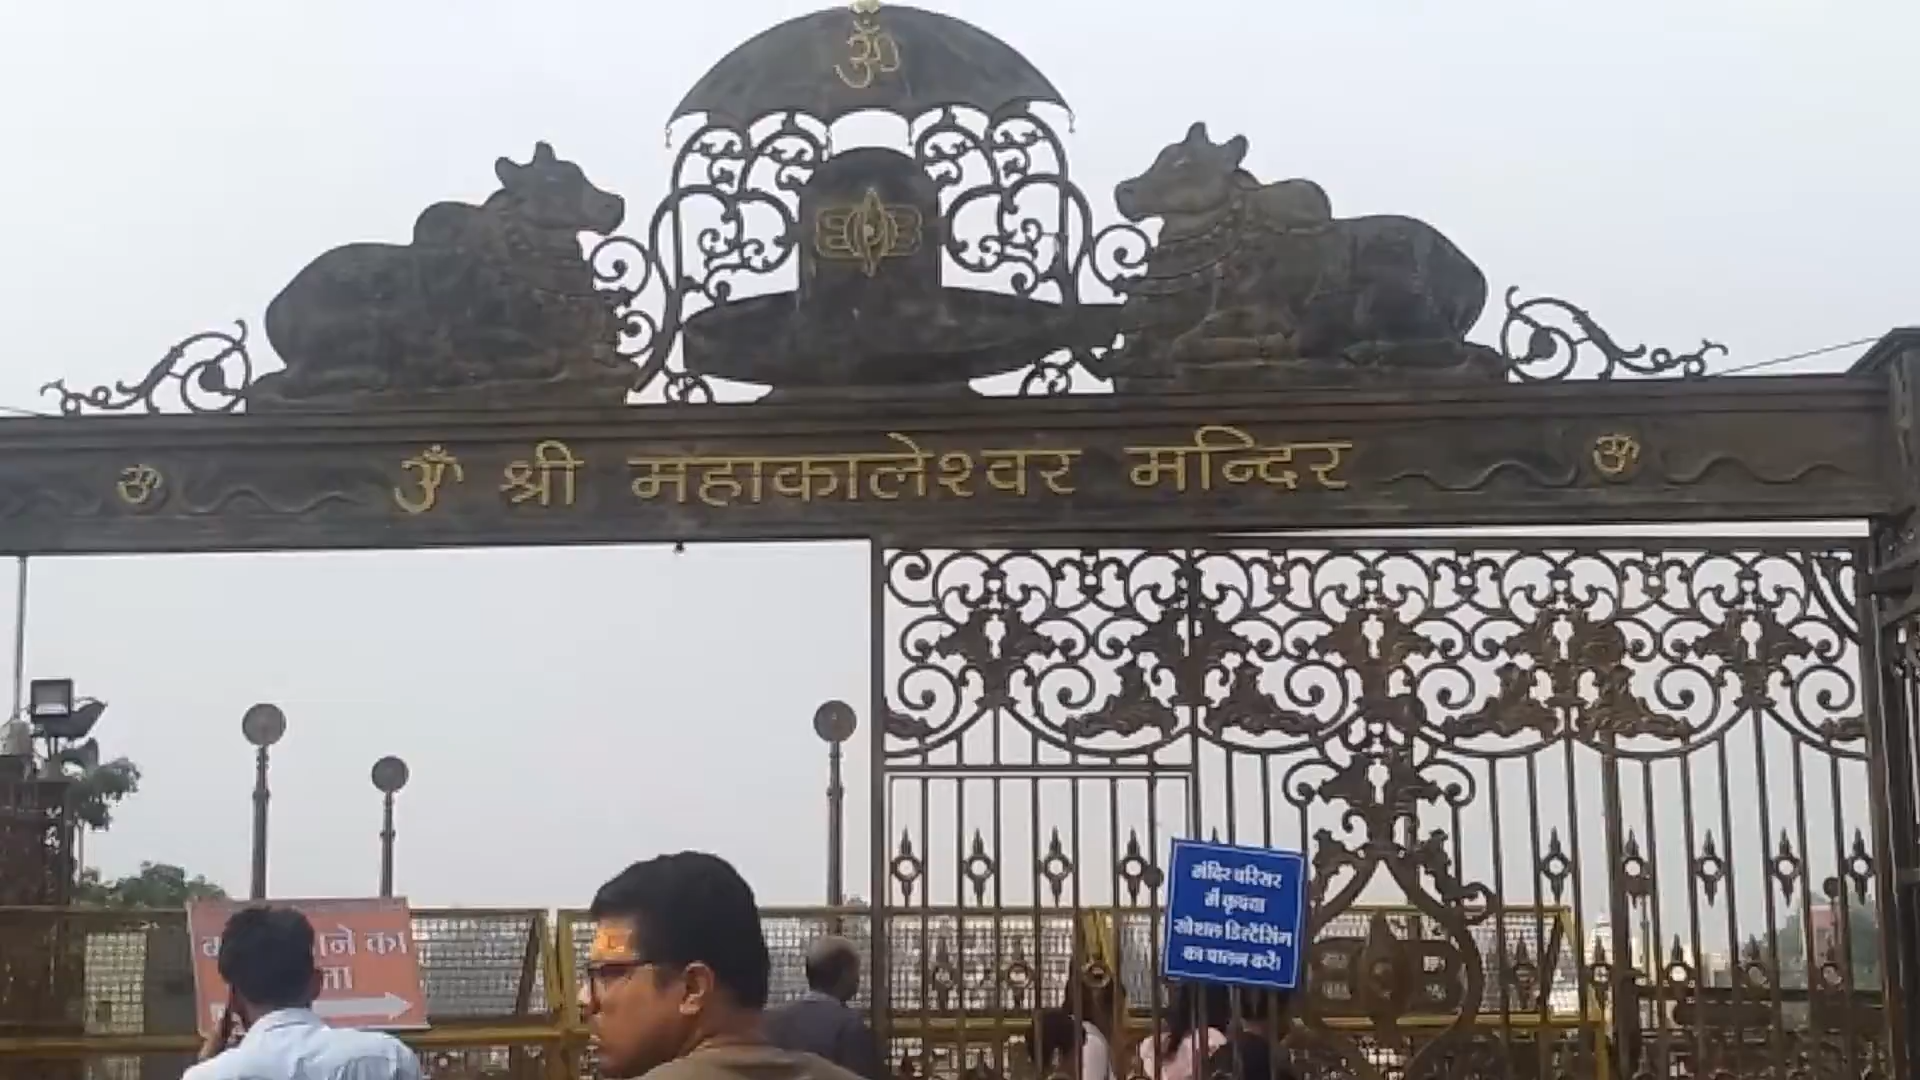 ॐ
ॐ ॐ श्री महाकालेश्वर मन्दिर ॐ
मंदिर परिसर
में कृपया
सोशल डिस्टेंसिंग
का पालन करें।
ाने का